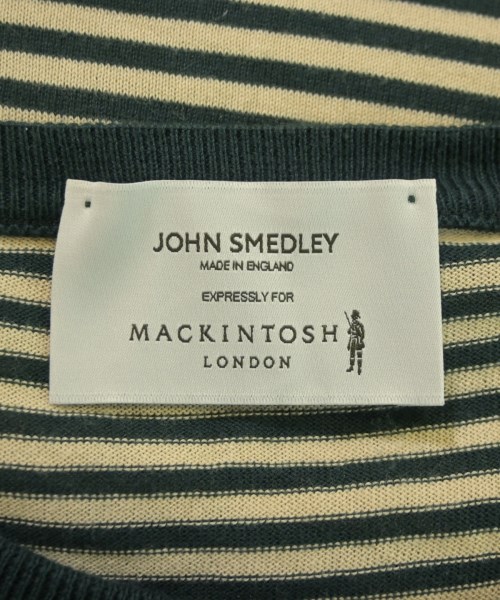 JOHN SMEDLEY
MADE IN ENGLAND
EXPRESSLY FOR
MACKINTOSH
LONDON